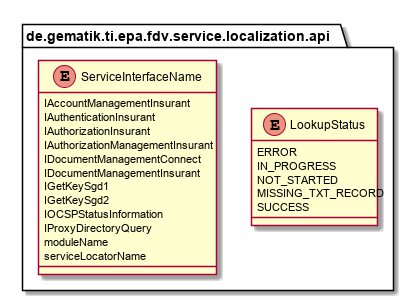 de.gematik.ti.epa.fdv.service.localization.api
E ServiceInterfaceName
IAccountManagementInsurant
IAuthenticationInsurant
IAuthorizationInsurant
IAuthorizationManagementInsurant
IDocumentManagementConnect
IDocumentManagementInsurant
IGetKeySgd1
IGetKeySgd2
IOCSPStatusInformation
IProxyDirectoryQuery
moduleName
serviceLocatorName
E LookupStatus
ERROR
IN_PROGRESS
NOT_STARTED
MISSING_TXT_RECORD
SUCCESS